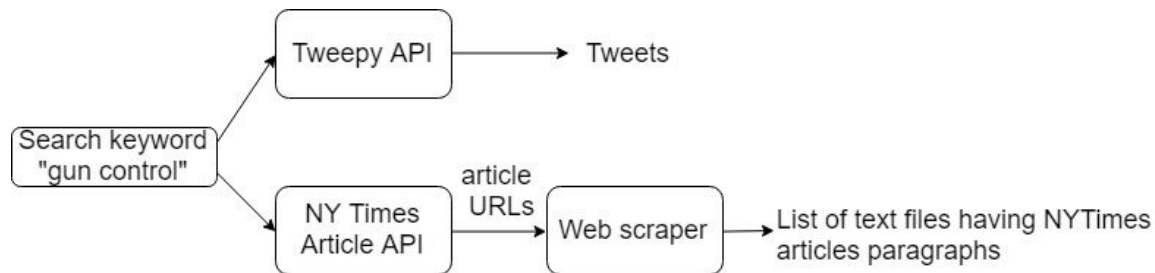 Tweepy API
Tweets
Search keyword
"gun control"
article
URLs
NY Times
Article API
Web scraper
List of text files having NYTimes
articles paragraphs